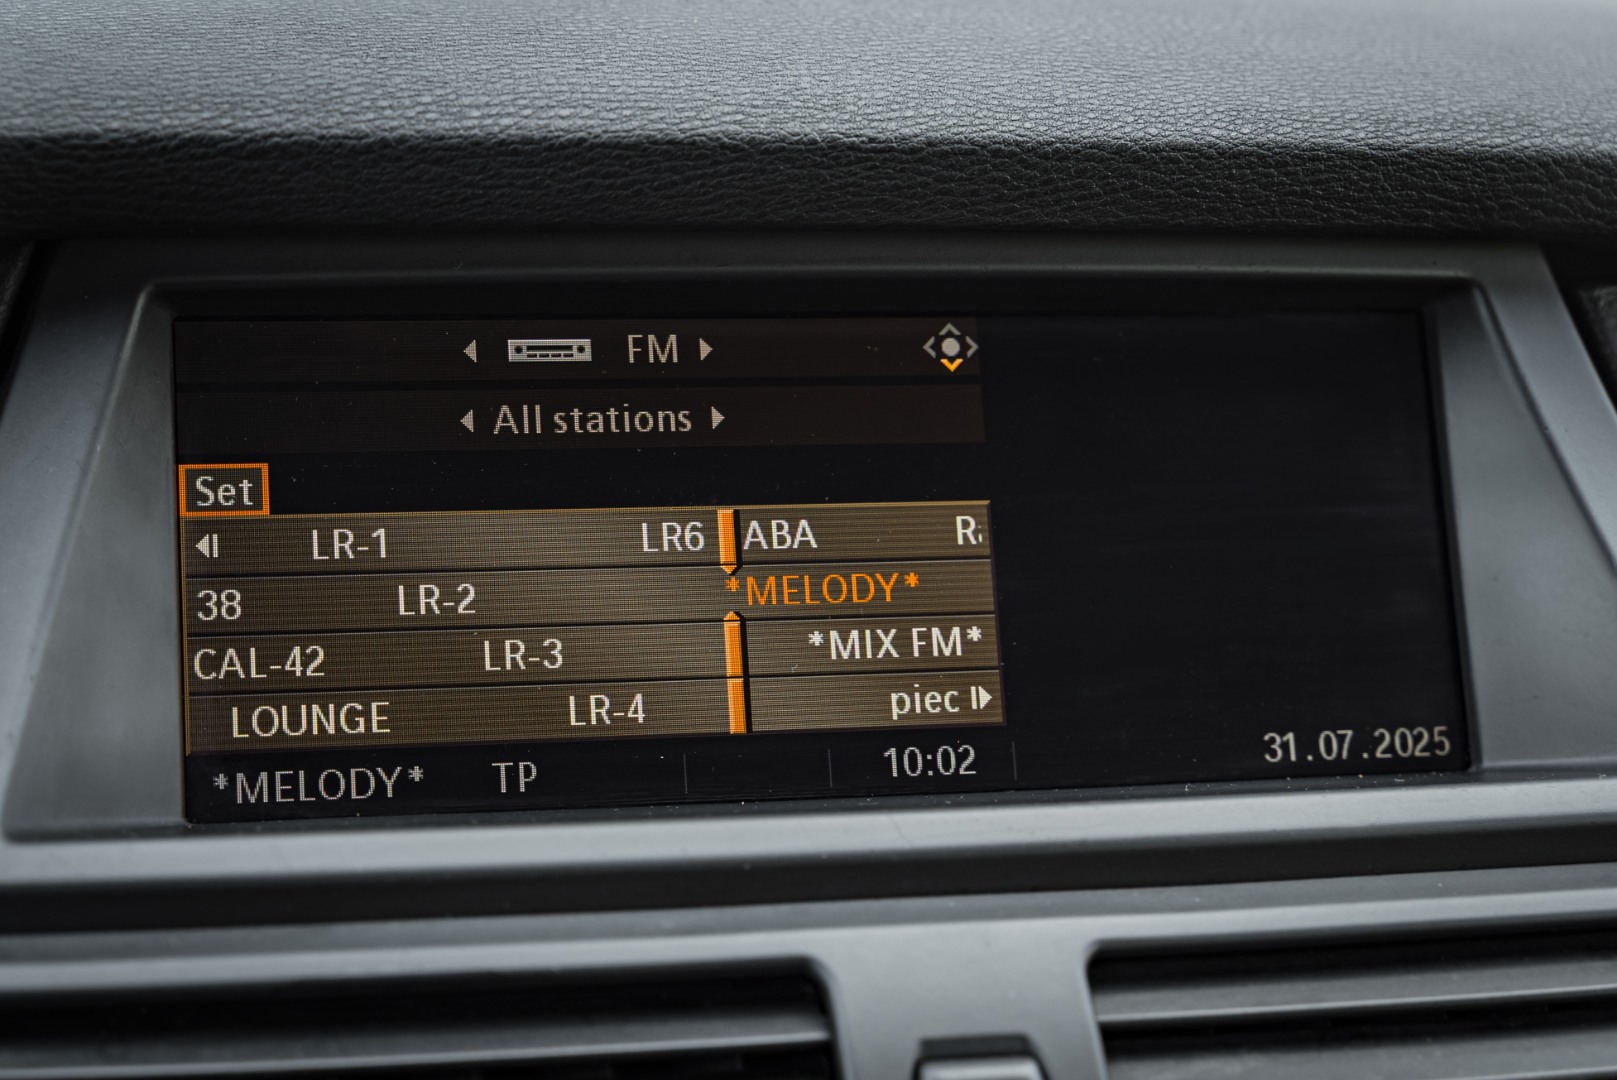 FM
All stations
Set
LR-1 LR6 ABA R
38 LR-2 *MELODY*
CAL-42 LR-3 *MIX FM*
LOUNGE LR-4 piec
*MELODY* TP 10:02 31.07.2025